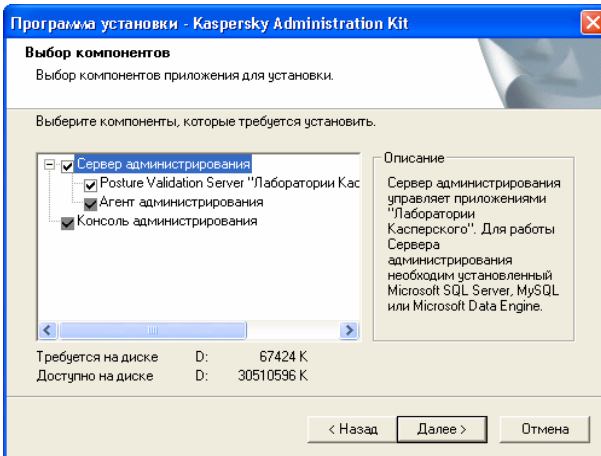 Программа установки - Kaspersky Administration Kit
Выбор компонентов
Выбор компонентов приложения для установки.
Выберите компоненты, которые требуется установить.
Сервер администрирования
Posture Validation Server "Лаборатории Кас
Агент администрирования
Консоль администрирования
Описание
Сервер администрирования
управляет приложениями
"Лаборатории
Касперского". Для работы
Сервера
администрирования
необходим установленный
Microsoft SQL Server, MySQL
или Microsoft Data Engine.
Требуется на диске D: 67424 K
Доступно на диске D: 30510596 K
< Назад
Далее >
Отмена